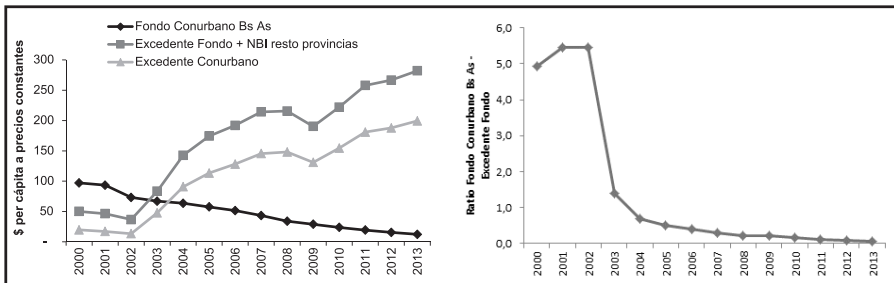 Fondo Conurbano Bs As
Excedente Fondo + NBI resto provincias
Excedente Conurbano
$ per cápita a precios constantes
300
250
200
150
100
50
-
2000 2001 2002 2003 2004 2005 2006 2007 2008 2009 2010 2011 2012 2013
Ratio Fondo Conurbano Bs As -
Excedente Fondo
6,0
5,0
4,0
3,0
2,0
1,0
0,0
2000 2001 2002 2003 2004 2005 2006 2007 2008 2009 2010 2011 2012 2013